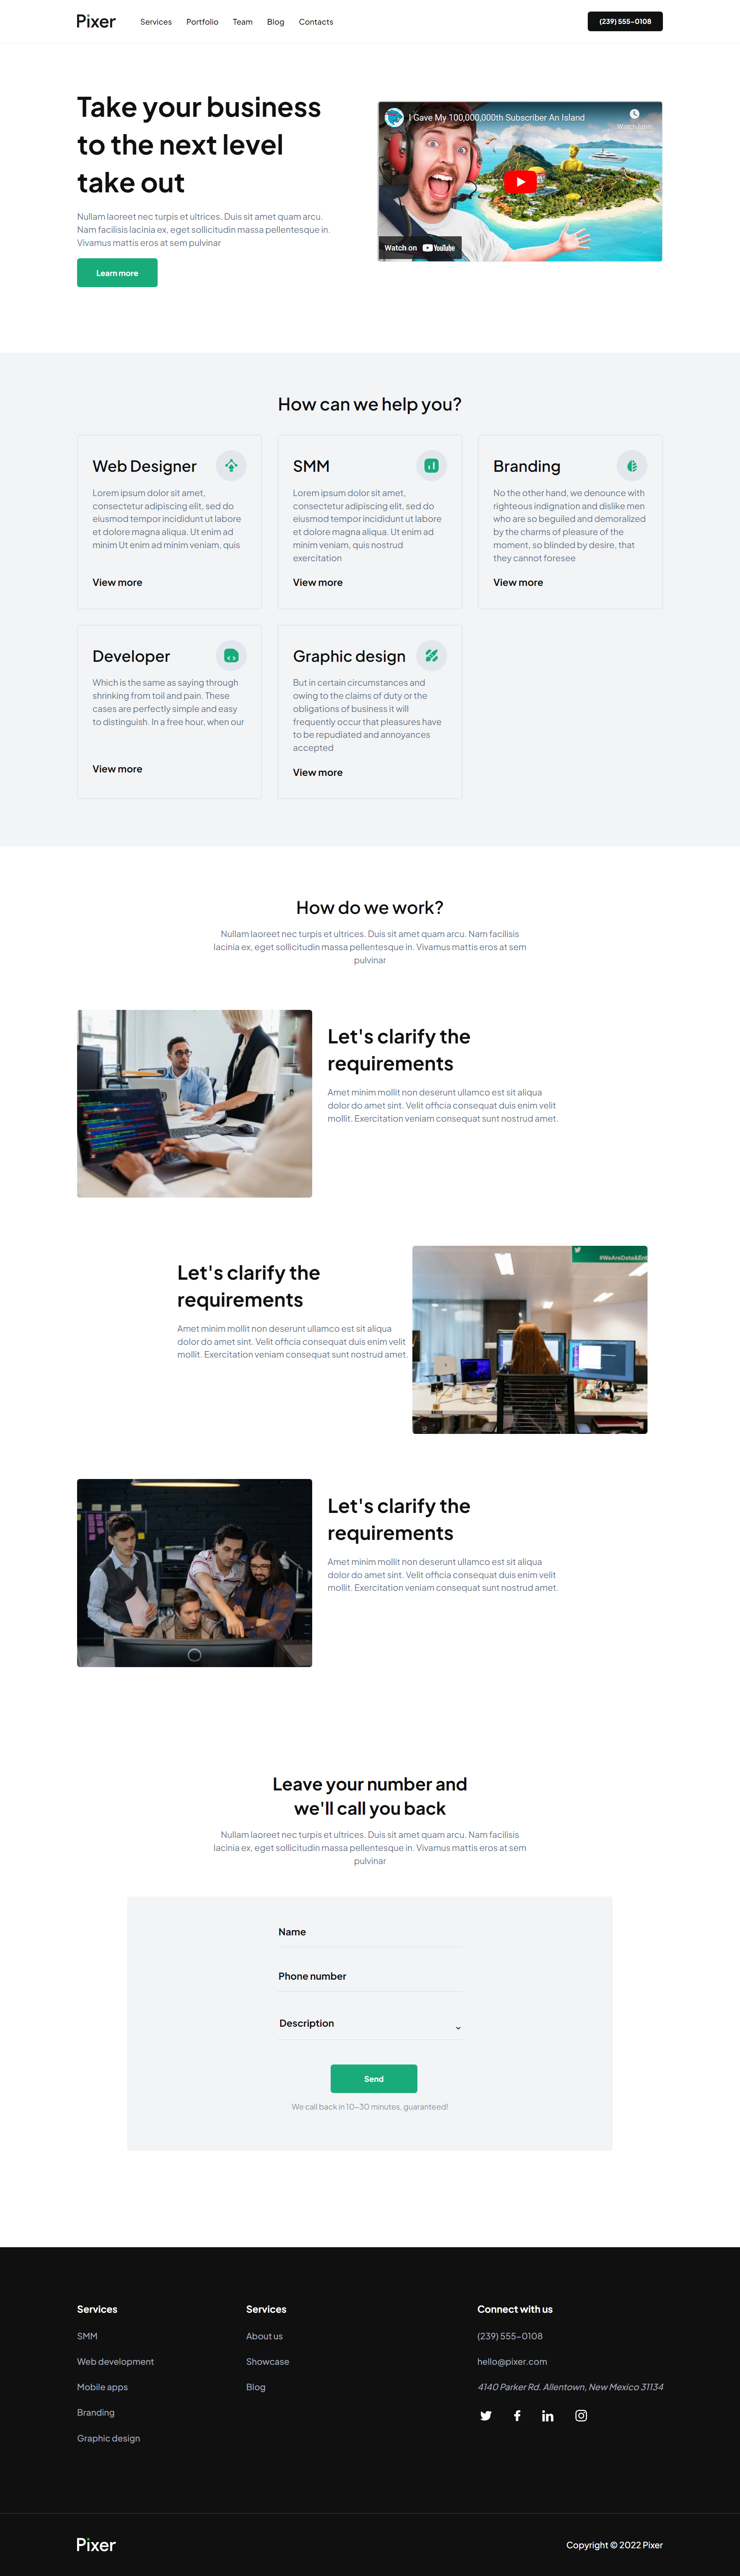 Pixer
Services
Portfolio
Team
Blog
Contacts
(239) 555-0108
Take your business
to the next level
take out
Nullam laoreet nec turpis et ultrices. Duis sit amet quam arcu.
Nam facilisis lacinia ex, eget sollicitudin massa pellentesque in.
Vivamus mattis eros at sem pulvinar
Learn more
I Gave My 100,000,000th Subscriber An Island
Watch later
Watch on YouTube
How can we help you?
Web Designer
Lorem ipsum dolor sit amet,
consectetur adipiscing elit, sed do
eiusmod tempor incididunt ut labore
et dolore magna aliqua. Ut enim ad
minim Ut enim ad minim veniam, quis
View more
SMM
Lorem ipsum dolor sit amet,
consectetur adipiscing elit, sed do
eiusmod tempor incididunt ut labore
et dolore magna aliqua. Ut enim ad
minim veniam, quis nostrud
exercitation
View more
Branding
No the other hand, we denounce with
righteous indignation and dislike men
who are so beguiled and demoralized
by the charms of pleasure of the
moment, so blinded by desire, that
they cannot foresee
View more
Developer
Which is the same as saying through
shrinking from toil and pain. These
cases are perfectly simple and easy
to distinguish. In a free hour, when our
View more
Graphic design
But in certain circumstances and
owing to the claims of duty or the
obligations of business it will
frequently occur that pleasures have
to be repudiated and annoyances
accepted
View more
How do we work?
Nullam laoreet nec turpis et ultrices. Duis sit amet quam arcu. Nam facilisis
lacinia ex, eget sollicitudin massa pellentesque in. Vivamus mattis eros at sem
pulvinar
Let's clarify the
requirements
Amet minim mollit non deserunt ullamco est sit aliqua
dolor do amet sint. Velit officia consequat duis enim velit
mollit. Exercitation veniam consequat sunt nostrud amet.
Let's clarify the
requirements
Amet minim mollit non deserunt ullamco est sit aliqua
dolor do amet sint. Velit officia consequat duis enim velit
mollit. Exercitation veniam consequat sunt nostrud amet.
#WeAreData&Ent
Let's clarify the
requirements
Amet minim mollit non deserunt ullamco est sit aliqua
dolor do amet sint. Velit officia consequat duis enim velit
mollit. Exercitation veniam consequat sunt nostrud amet.
Leave your number and
we'll call you back
Nullam laoreet nec turpis et ultrices. Duis sit amet quam arcu. Nam facilisis
lacinia ex, eget sollicitudin massa pellentesque in. Vivamus mattis eros at sem
pulvinar
Name
Phone number
Description
Send
We call back in 10-30 minutes, guaranteed!
Services
SMM
Web development
Mobile apps
Branding
Graphic design
Services
About us
Showcase
Blog
Connect with us
(239) 555-0108
hello@pixer.com
4140 Parker Rd. Allentown, New Mexico 31134
Pixer
Copyright © 2022 Pixer